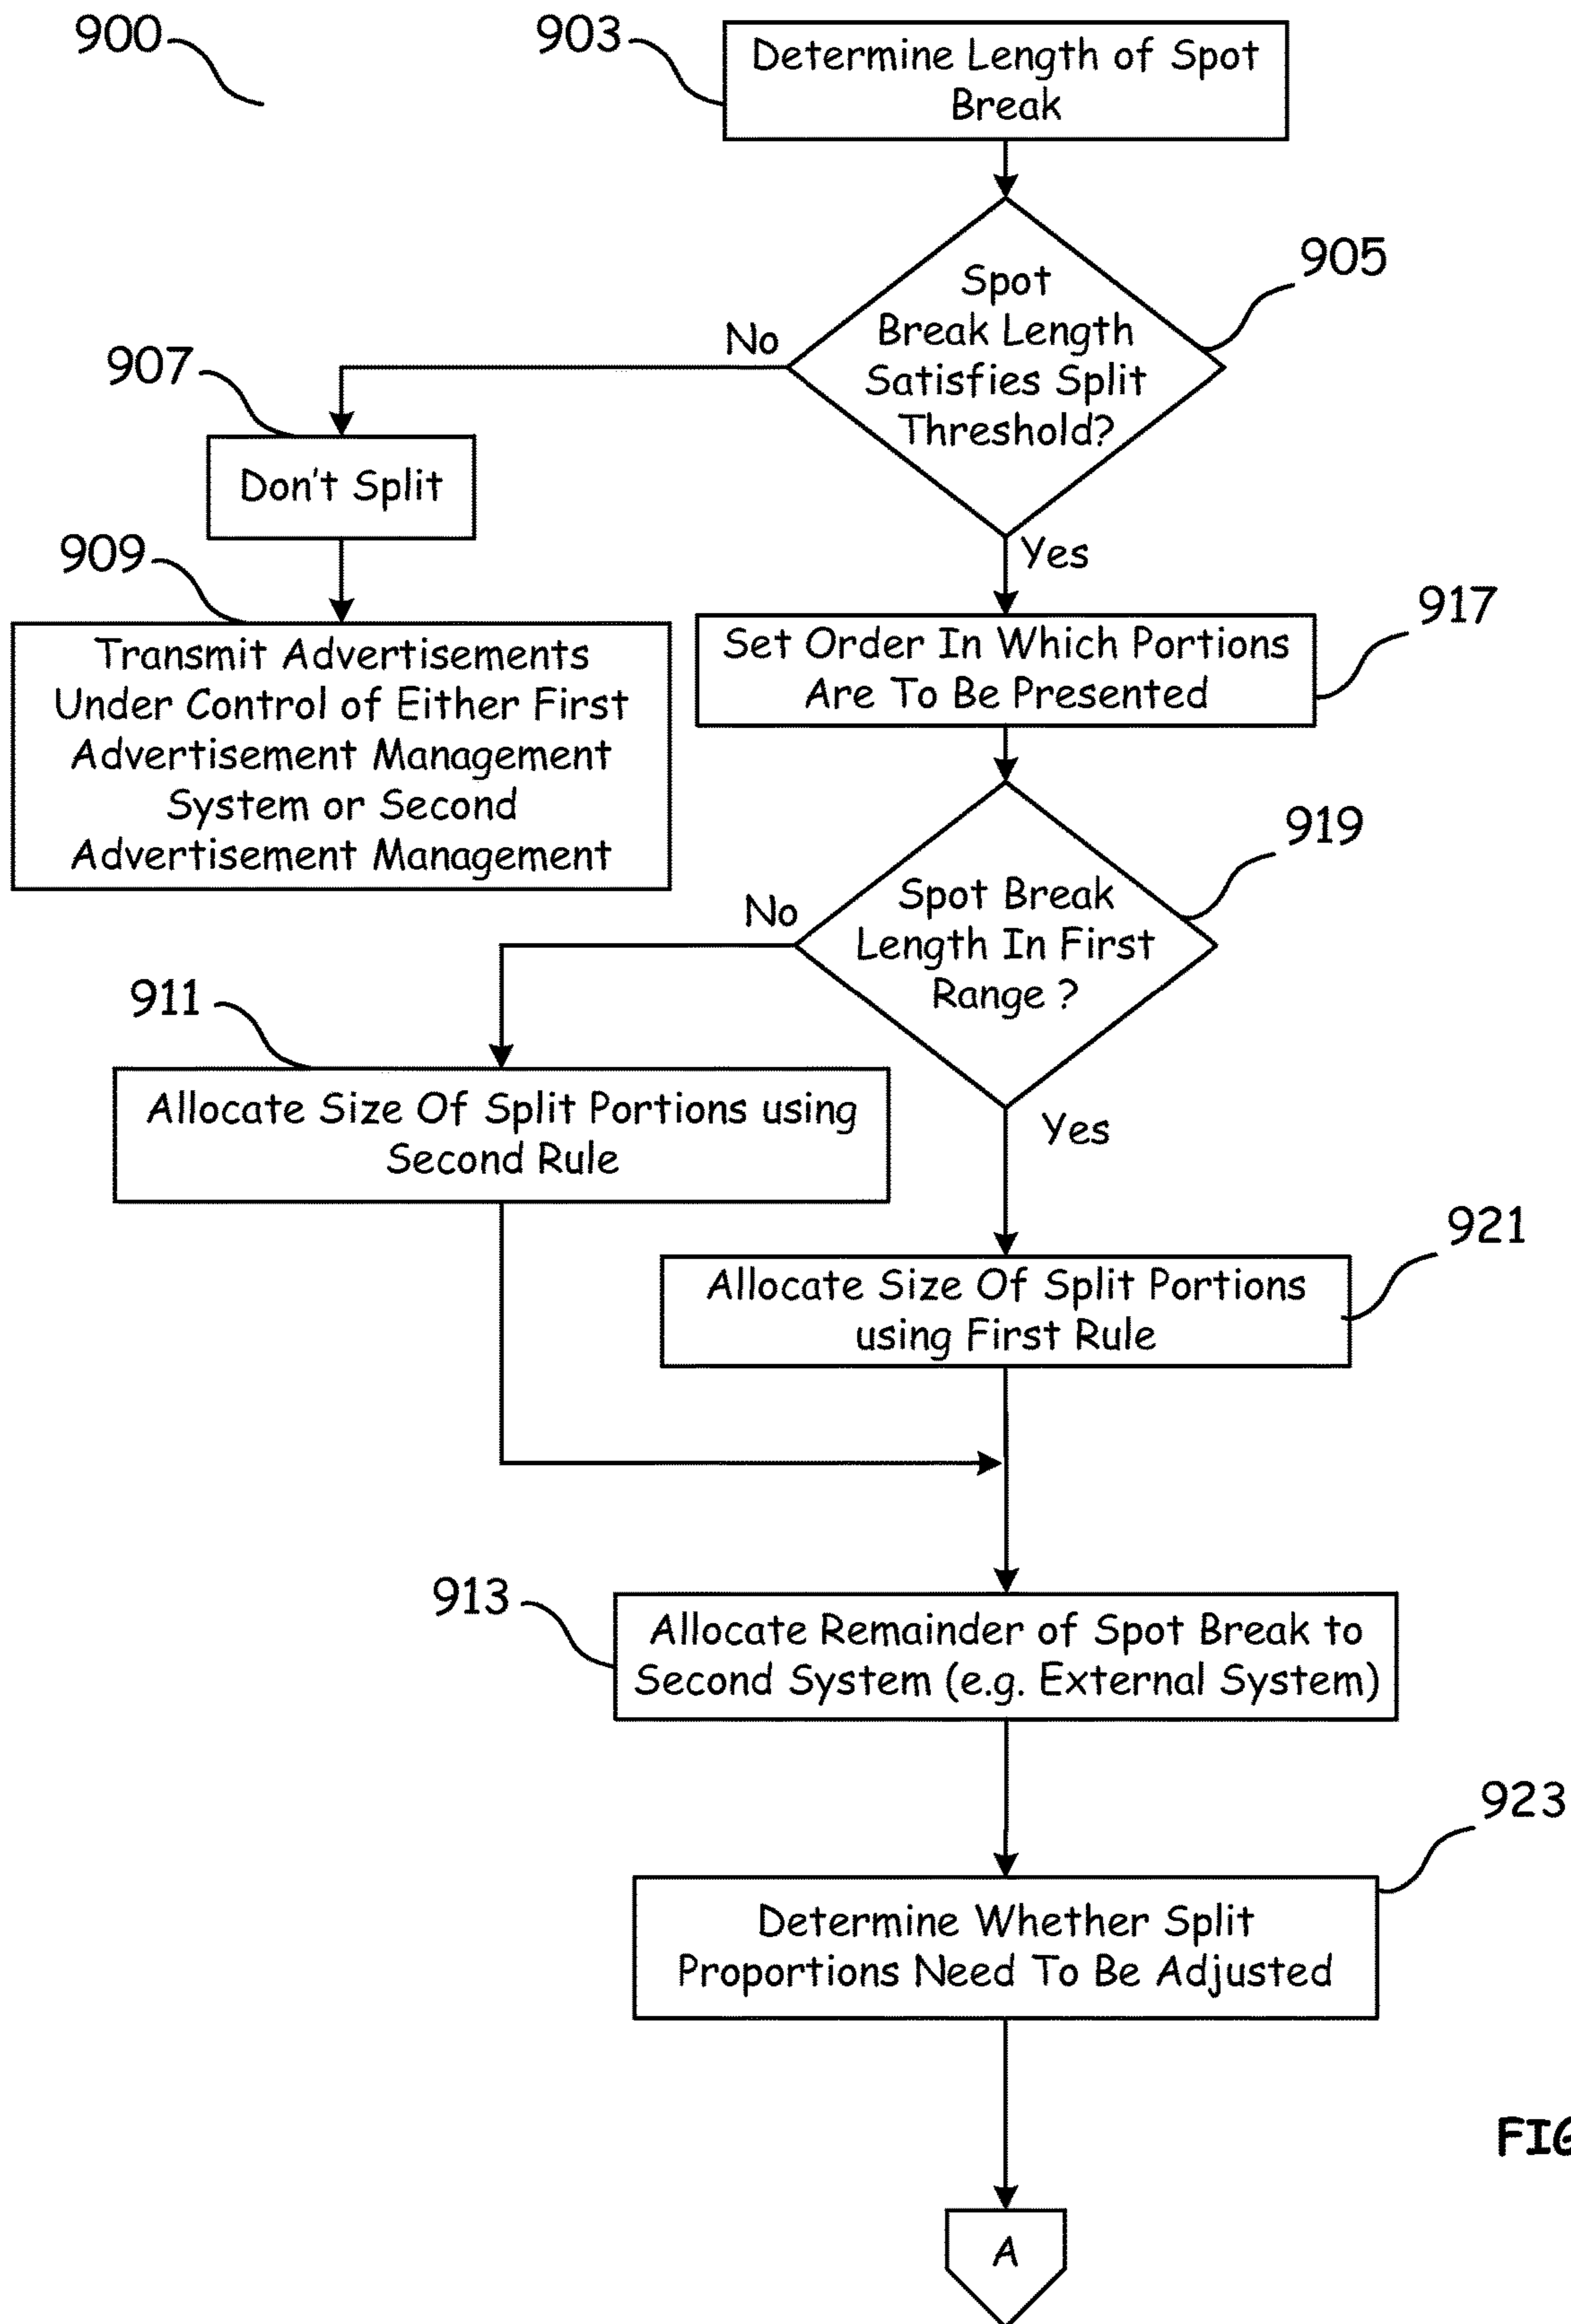 900
903
Determine Length of Spot
Break
905
Spot
Break Length
Satisfies Split
Threshold?
No
907
Don't Split
Yes
909
Transmit Advertisements
Under Control of Either First
Advertisement Management
System or Second
Advertisement Management
917
Set Order In Which Portions
Are To Be Presented
919
Spot Break
Length In First
Range ?
No
911
Allocate Size Of Split Portions using
Second Rule
Yes
921
Allocate Size Of Split Portions
using First Rule
913
Allocate Remainder of Spot Break to
Second System (e.g. External System)
923
Determine Whether Split
Proportions Need To Be Adjusted
FIG
A